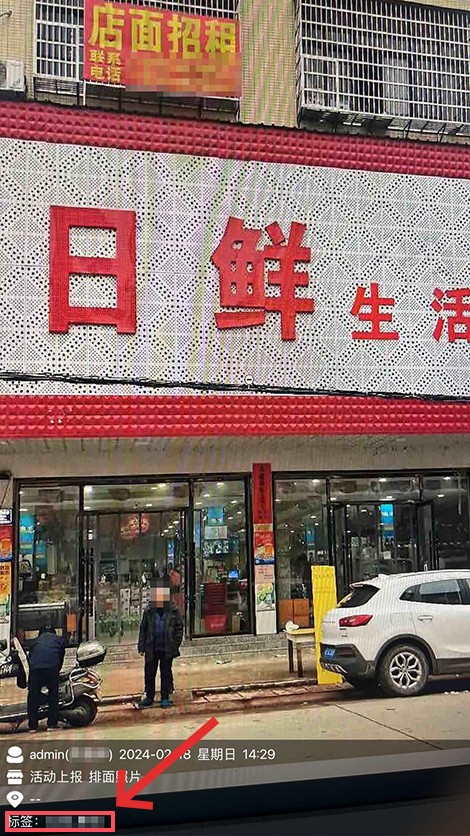 店面招租
联系
电话
日鲜生活
admin( ) 2024-02-18 星期日 14:29
活动上报 排面照片
--
标签：